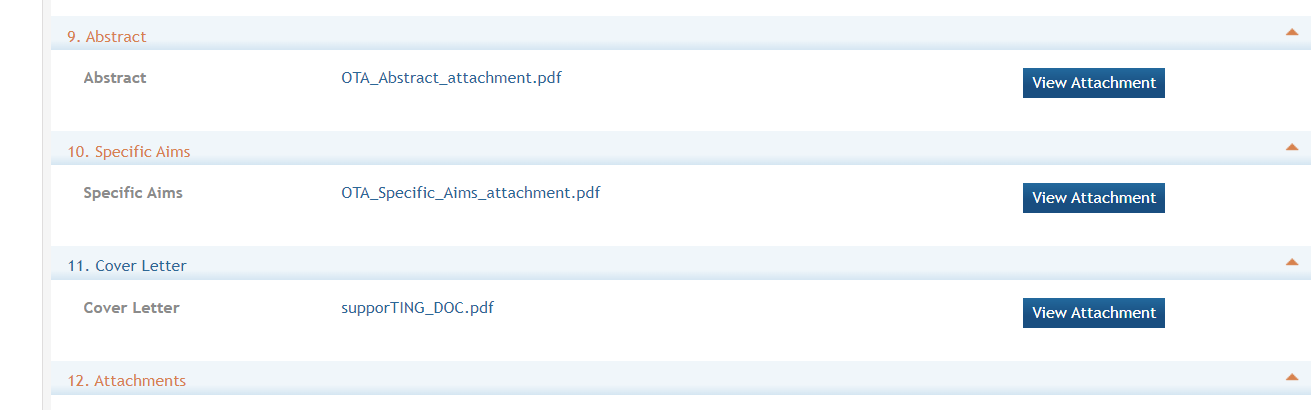 9. Abstract
Abstract OTA_Abstract_attachment.pdf View Attachment
10. Specific Aims
Specific Aims OTA_Specific_Aims_attachment.pdf View Attachment
11. Cover Letter
Cover Letter supporTING_DOC.pdf View Attachment
12. Attachments